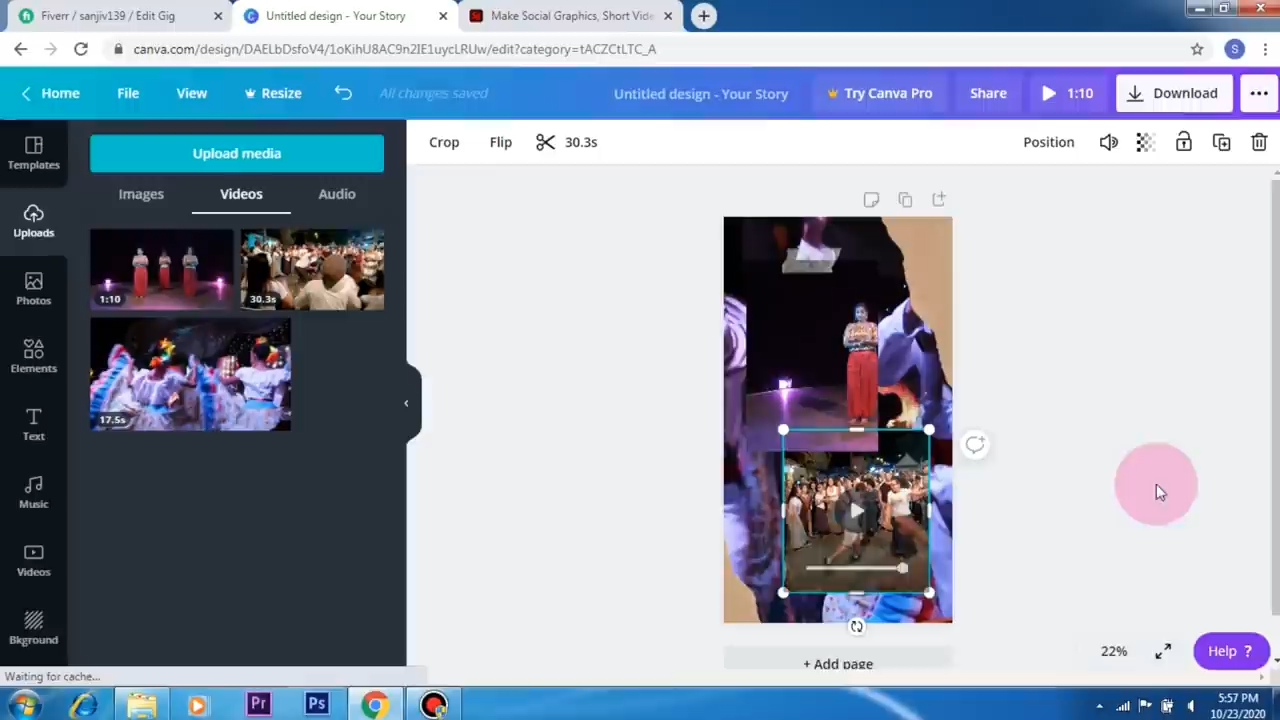 Fiverr / sanjiv139 / Edit Gig
Untitled design - Your Story
Make Social Graphics, Short Vide
canva.com/design/DAELbDsfoV4/1oKihU8AC9n2IE1uycLRUw/edit?category=tACZCtLTC_A
S
Home
File
View
Resize
All changes saved
Untitled design - Your Story
Try Canva Pro
Share
1:10
Download
Templates
Uploads
Photos
Elements
Text
Music
Videos
Bkground
Upload media
Images
Videos
Audio
1:10
30.3s
17.5s
Crop
Flip
30.3s
Position
+ Add page
22%
Help ?
Waiting for cache...
Pr
Ps
5:57 PM
10/23/2020